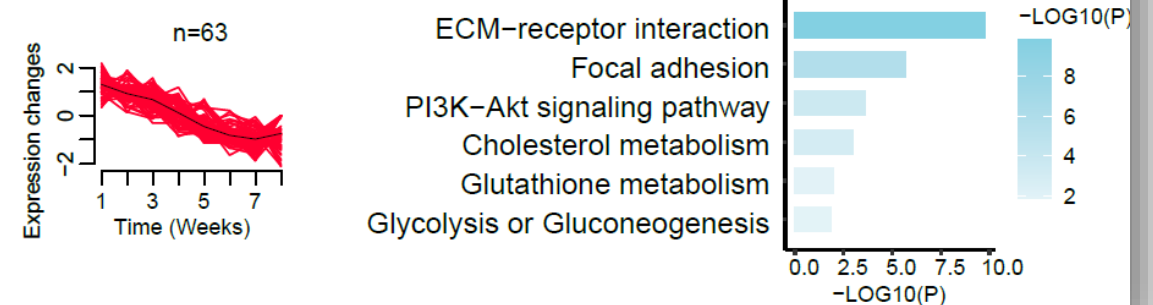 n=63
Expression changes
2
0
−2
1 3 5 7
Time (Weeks)
ECM−receptor interaction
Focal adhesion
PI3K−Akt signaling pathway
Cholesterol metabolism
Glutathione metabolism
Glycolysis or Gluconeogenesis
0.0 2.5 5.0 7.5 10.0
−LOG10(P)
−LOG10(P)
8
6
4
2